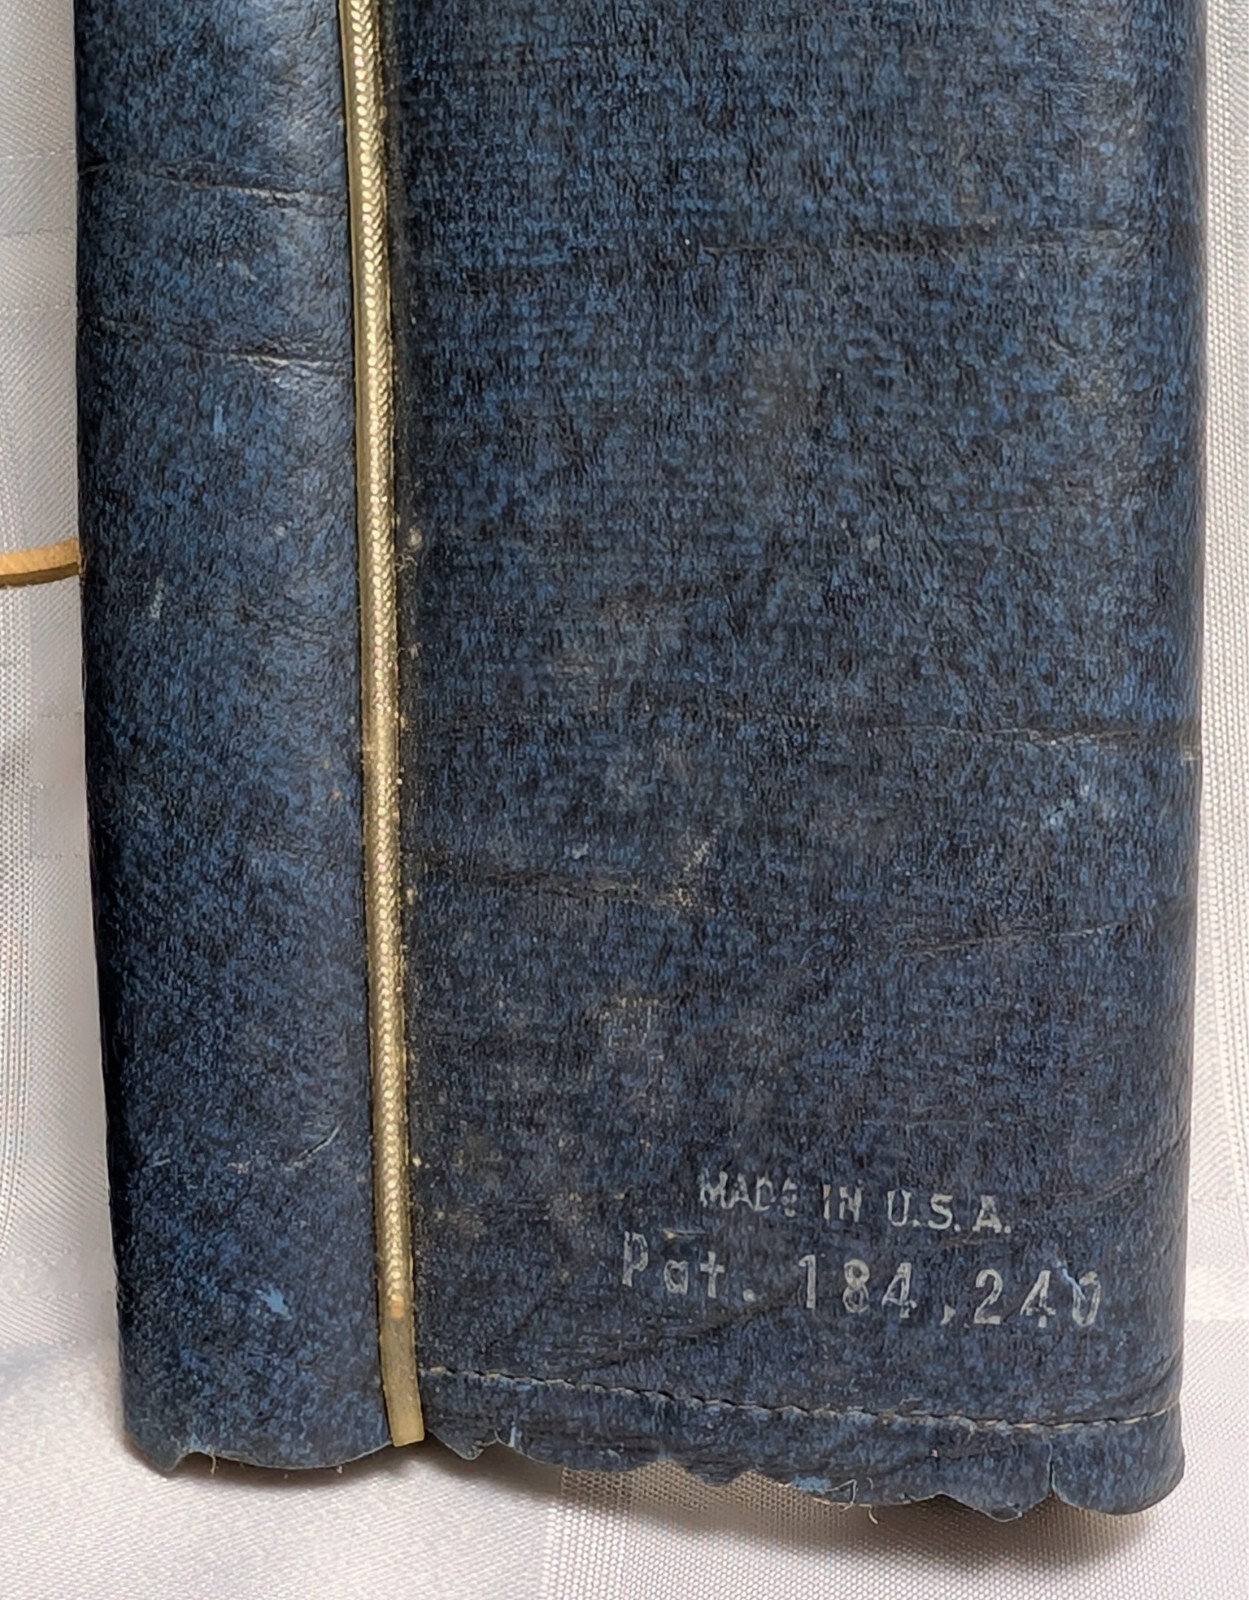 MADE IN U.S.A.
Pat. 184,240